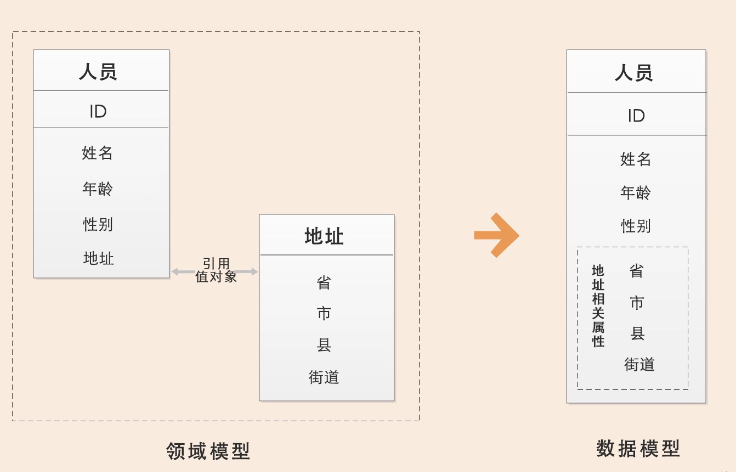 人员
ID
姓名
年龄
性别
地址
引用
值对象
地址
省
市
县
街道
领域模型
人员
ID
姓名
年龄
性别
地址相关属性
省
市
县
街道
数据模型